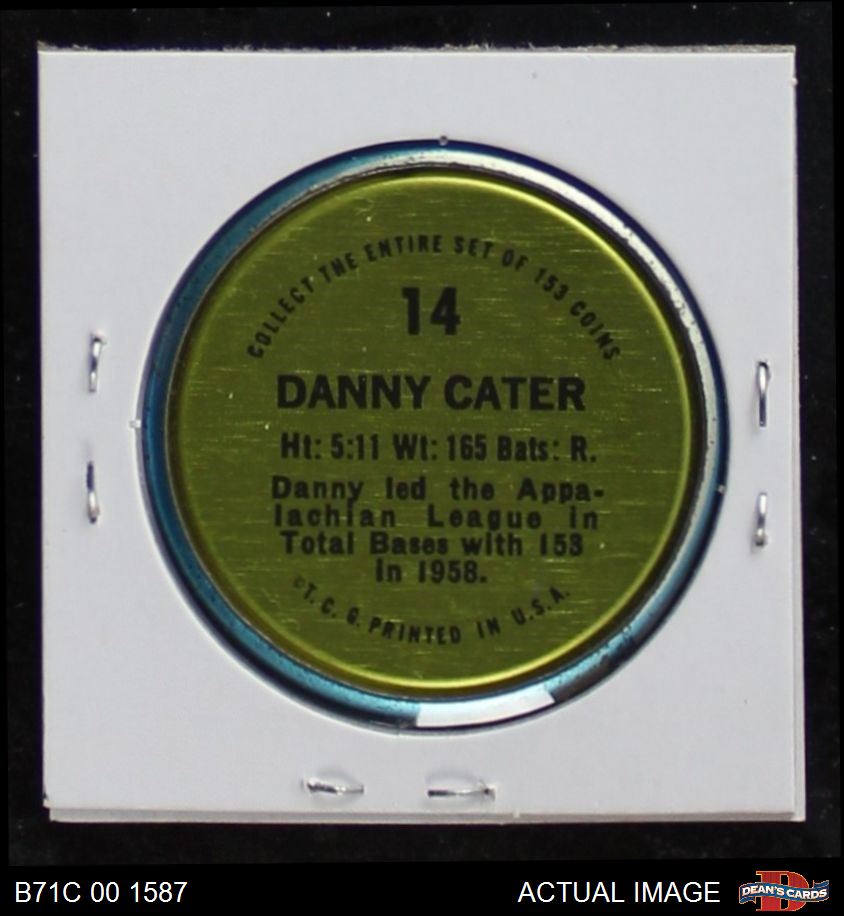 COLLECT THE ENTIRE SET OF 153 COINS
14
DANNY CATER
Ht: 5:11 Wt: 165 Bats: R.
Danny led the Appa-
lachian League in
Total Bases with 153
in 1958.
©T. C. G. PRINTED IN U.S.A.
B71C 00 1587
ACTUAL IMAGE
DEAN'S CARDS